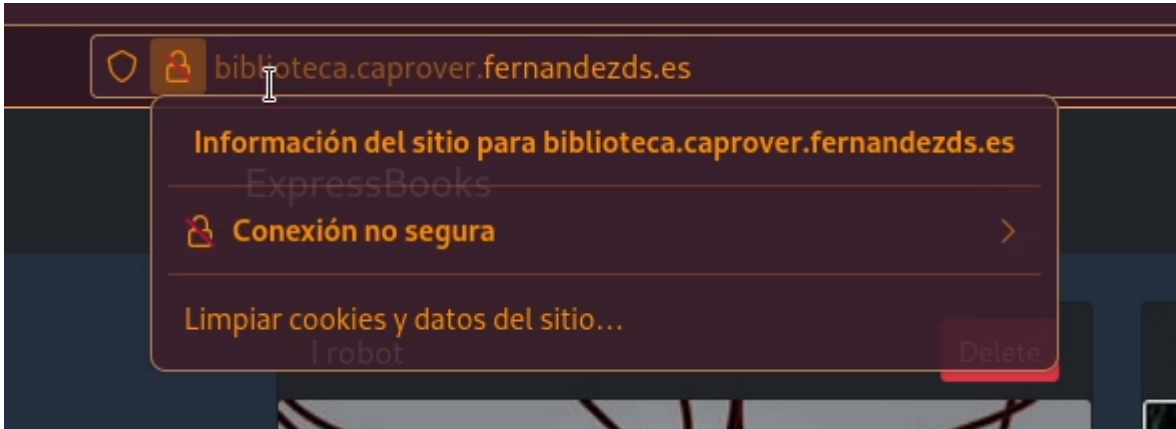 biblioteca.caprover.fernandezds.es
Información del sitio para biblioteca.caprover.fernandezds.es
ExpressBooks
Conexión no segura
Limpiar cookies y datos del sitio...
I robot
Delete